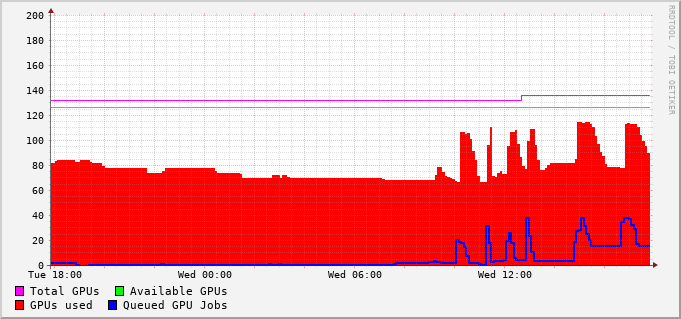 200
180
160
140
120
100
80
60
40
20
0
Tue 18:00 Wed 00:00 Wed 06:00 Wed 12:00
Total GPUs Available GPUs
GPUs used Queued GPU Jobs
RRDTOOL / TOBI OETIKER